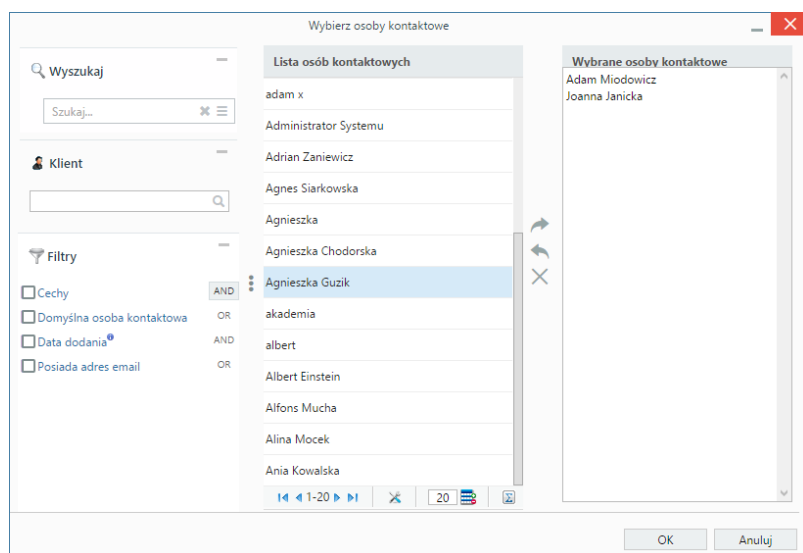 Wybierz osoby kontaktowe
Wyszukaj
Szukaj...
Klient
Filtry
Cechy AND
Domyślna osoba kontaktowa OR
Data dodania AND
Posiada adres email OR
Lista osób kontaktowych
adam x
Administrator Systemu
Adrian Zaniewicz
Agnes Siarkowska
Agnieszka
Agnieszka Chodorska
Agnieszka Guzik
akademia
albert
Albert Einstein
Alfons Mucha
Alina Mocek
Ania Kowalska
1-20 20
Wybrane osoby kontaktowe
Adam Miodowicz
Joanna Janicka
OK Anuluj